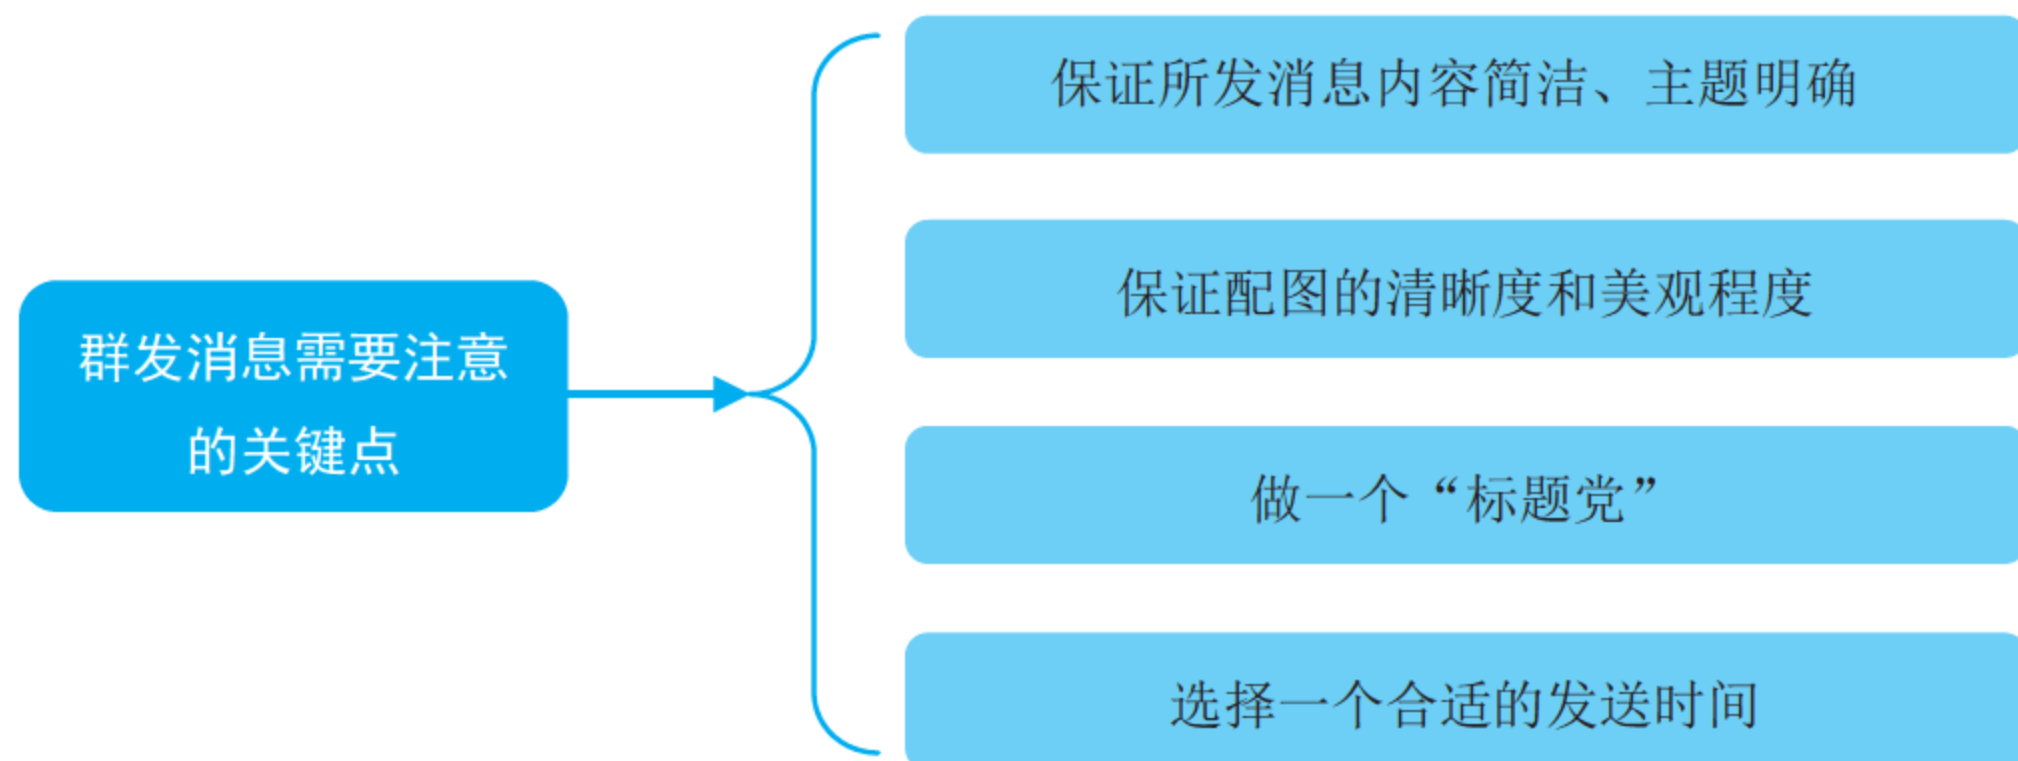 群发消息需要注意
的关键点
保证所发消息内容简洁、主题明确
保证配图的清晰度和美观程度
做一个“标题党”
选择一个合适的发送时间